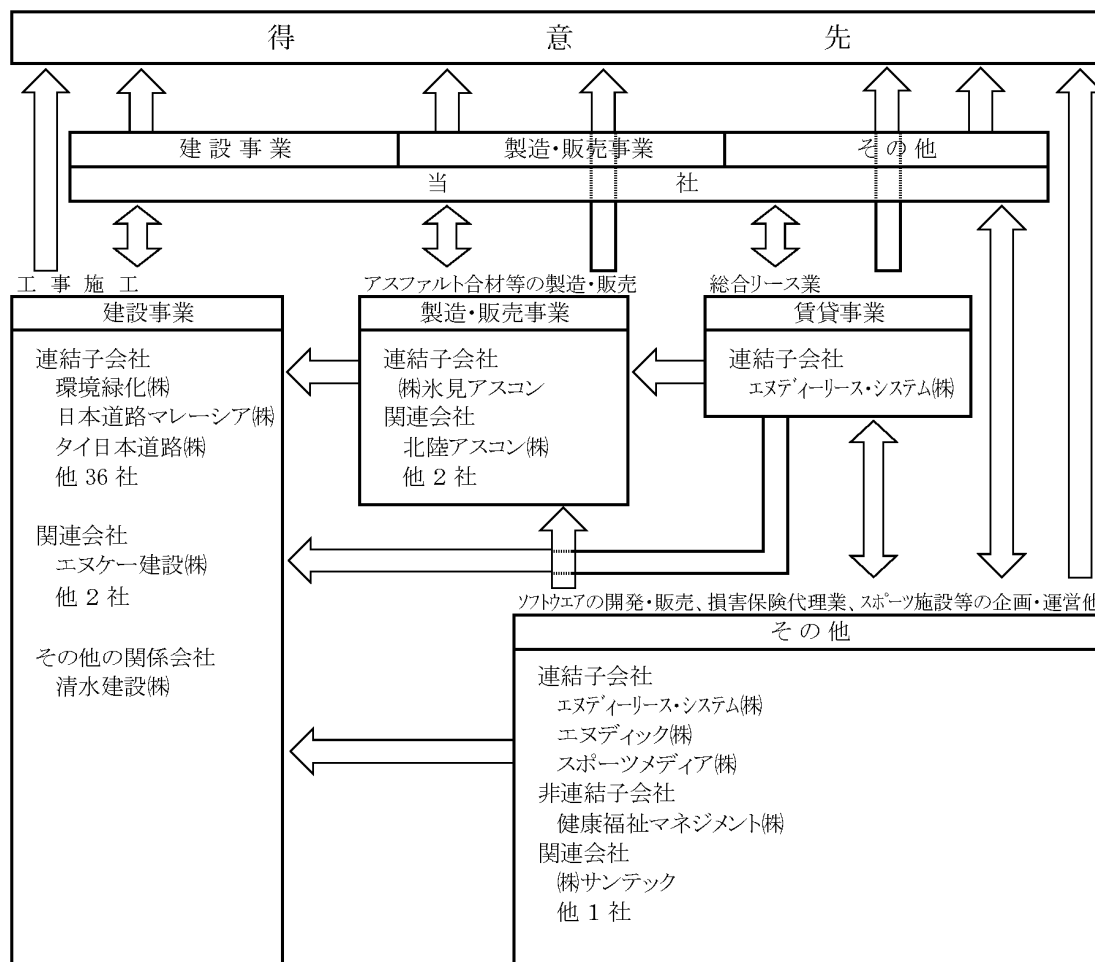 得意先
建設事業
製造・販売事業
その他
当社
工事施工
建設事業
連結子会社
環境緑化㈱
日本道路マレーシア㈱
タイ日本道路㈱
他 36 社
関連会社
エヌケー建設㈱
他 2 社
その他の関係会社
清水建設㈱
アスファルト合材等の製造・販売
製造・販売事業
連結子会社
㈱氷見アスコン
関連会社
北陸アスコン㈱
他 2 社
総合リース業
賃貸事業
連結子会社
エヌディーリース・システム㈱
ソフトウエアの開発・販売、損害保険代理業、スポーツ施設等の企画・運営他
その他
連結子会社
エヌディーリース・システム㈱
エヌディック㈱
スポーツメディア㈱
非連結子会社
健康福祉マネジメント㈱
関連会社
㈱サンテック
他 1 社